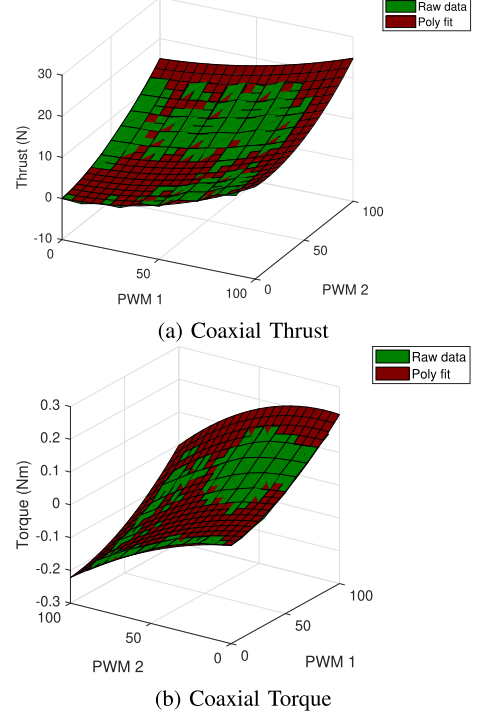 Raw data
Poly fit
30
20
10
0
-10
Thrust (N)
0
50
100
PWM 1
0
50
100
PWM 2
(a) Coaxial Thrust
Raw data
Poly fit
0.3
0.2
0.1
0
-0.1
-0.2
-0.3
Torque (Nm)
100
50
0
PWM 2
0
50
100
PWM 1
(b) Coaxial Torque